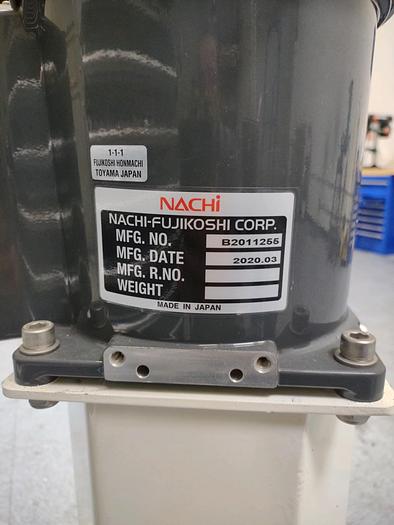 1-1-1
FUJIKOSHI HONMACHI
TOYAMA JAPAN
NACHi
NACHI-FUJIKOSHI CORP.
MFG. NO. B2011255
MFG. DATE 2020.03
MFG. R.NO.
WEIGHT
MADE IN JAPAN